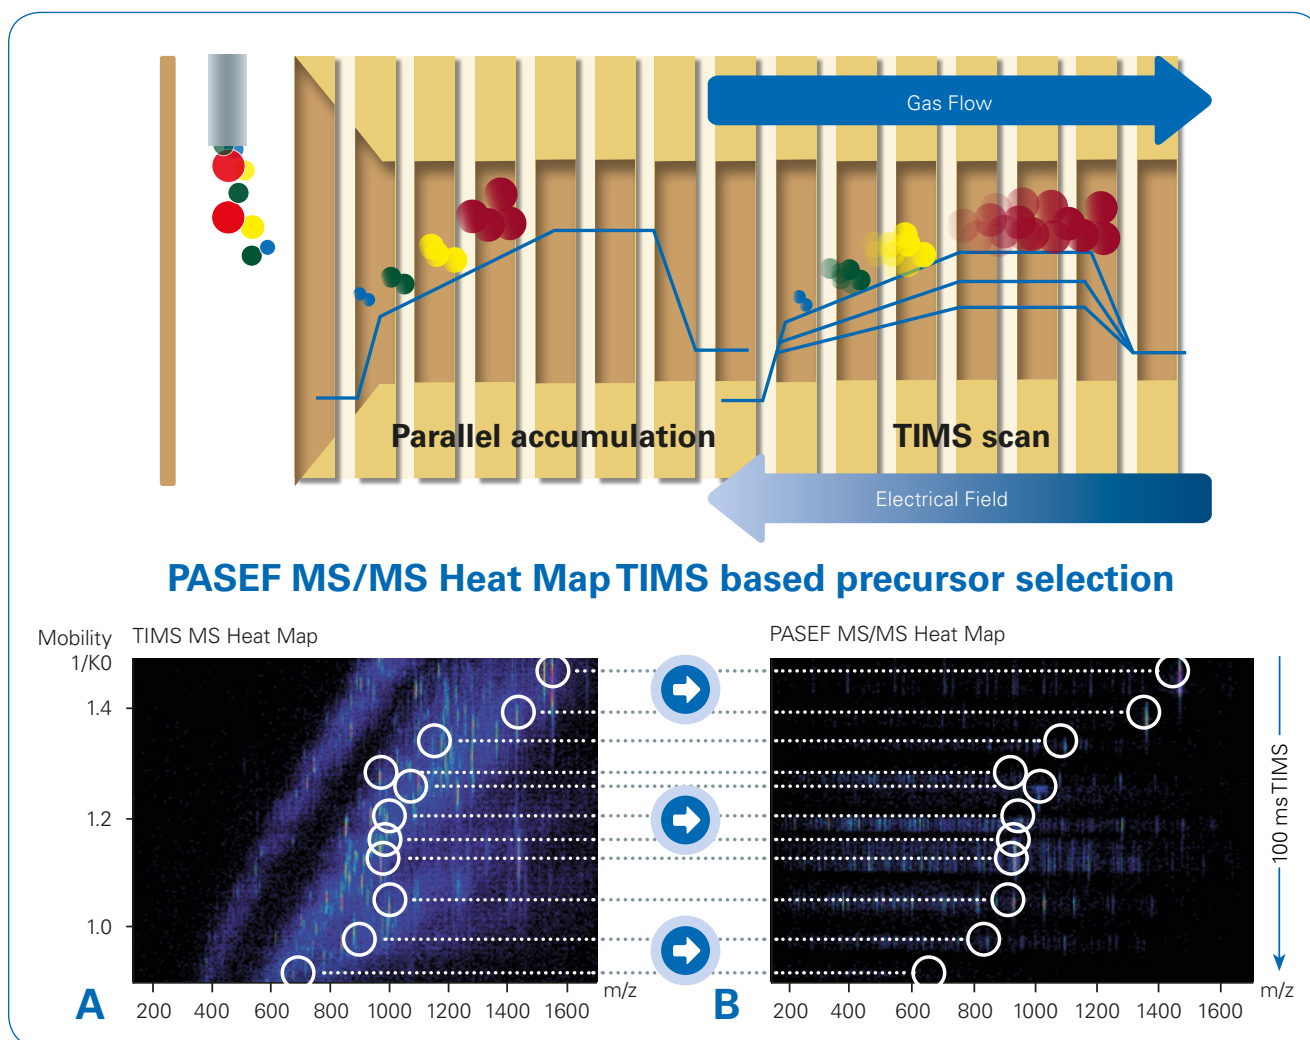 Gas Flow
Parallel accumulation
TIMS scan
Electrical Field
PASEF MS/MS Heat Map TIMS based precursor selection
Mobility
1/K0
TIMS MS Heat Map
PASEF MS/MS Heat Map
1.4
1.2
1.0
100 ms TIMS
A
m/z
B
m/z
200 400 600 800 1000 1200 1400 1600
200 400 600 800 1000 1200 1400 1600